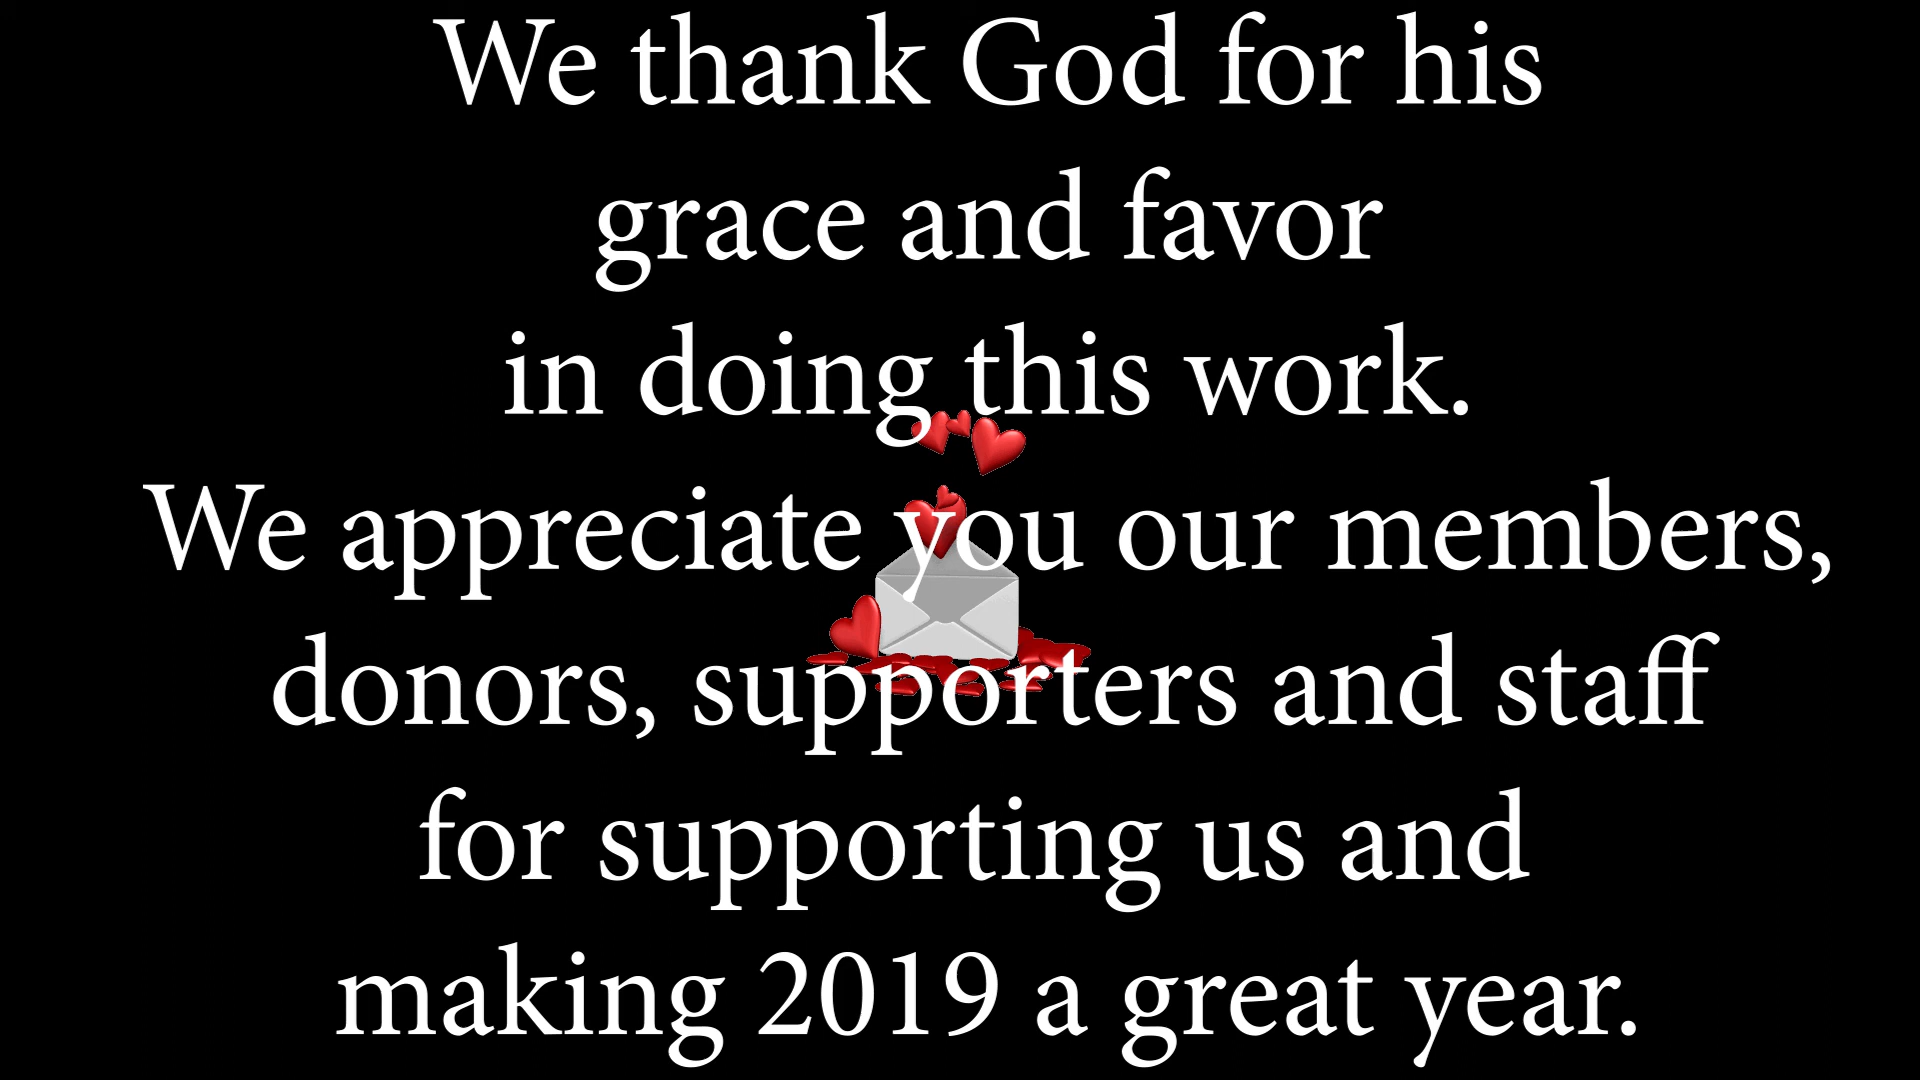 We thank God for his
grace and favor
in doing this work.
We appreciate you our members,
donors, supporters and staff
for supporting us and
making 2019 a great year.